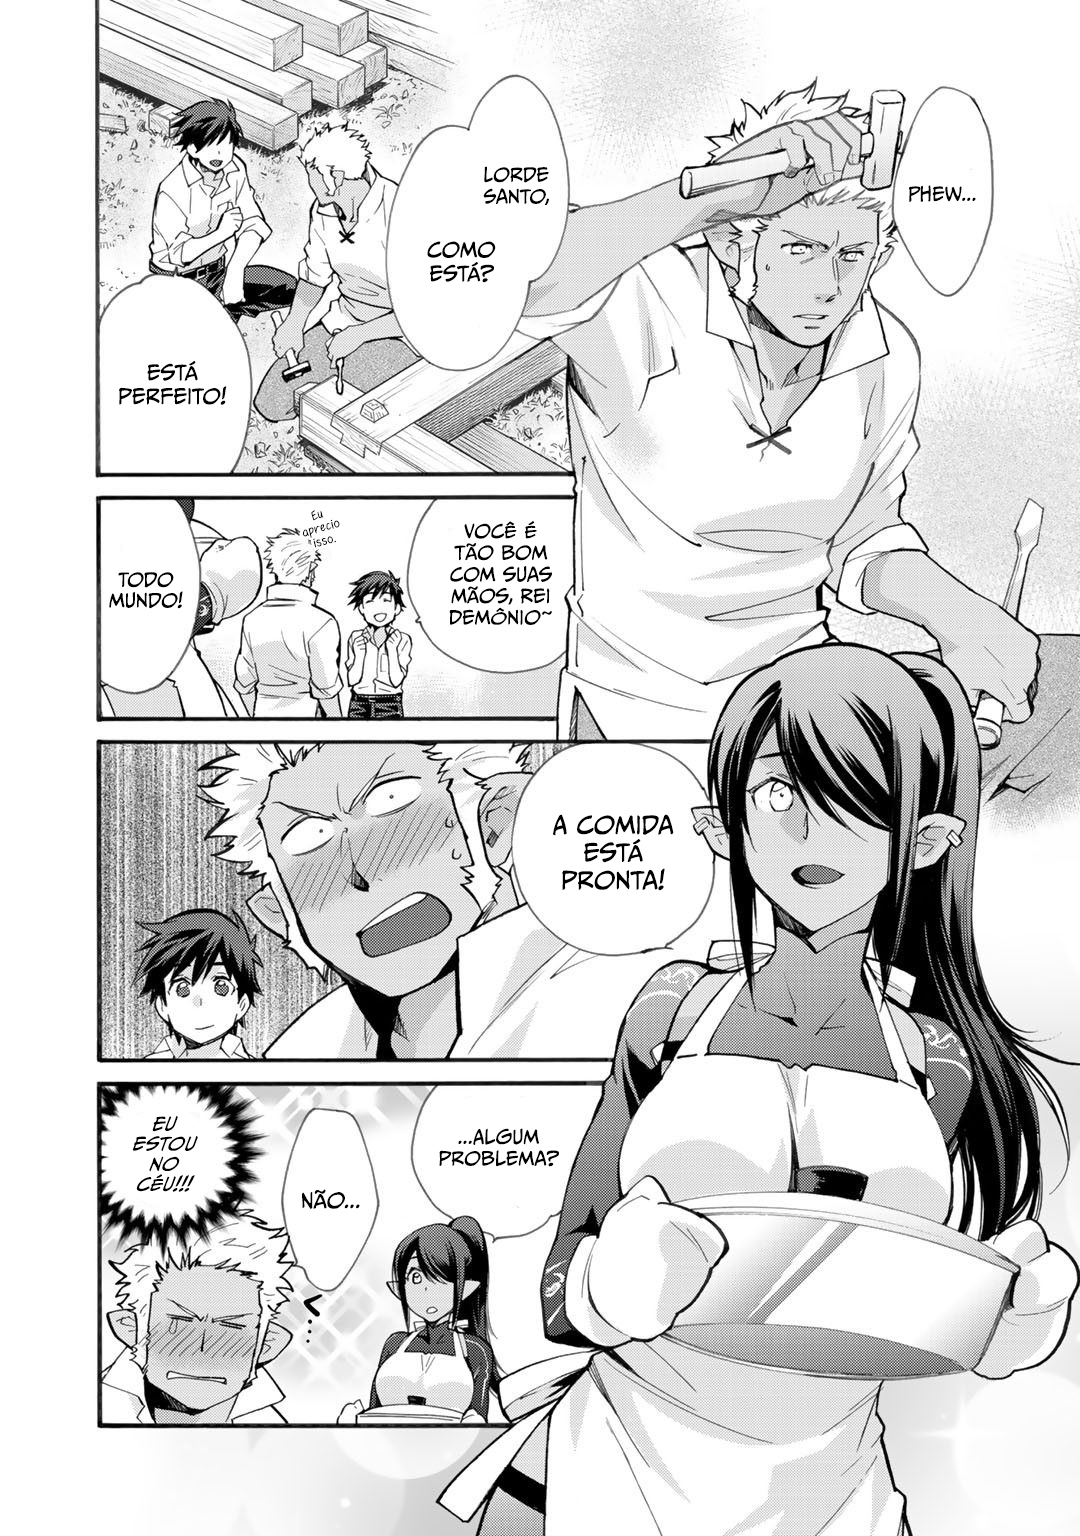 PHEW...
LORDE
SANTO,
COMO
ESTÁ?
ESTÁ
PERFEITO!
VOCÊ É
TÃO BOM
COM SUAS
MÃOS, REI
DEMÔNIO~
Eu
aprecio
isso.
TODO
MUNDO!
A COMIDA
ESTÁ
PRONTA!
...ALGUM
PROBLEMA?
NÃO...
EU
ESTOU
NO
CÉU!!!